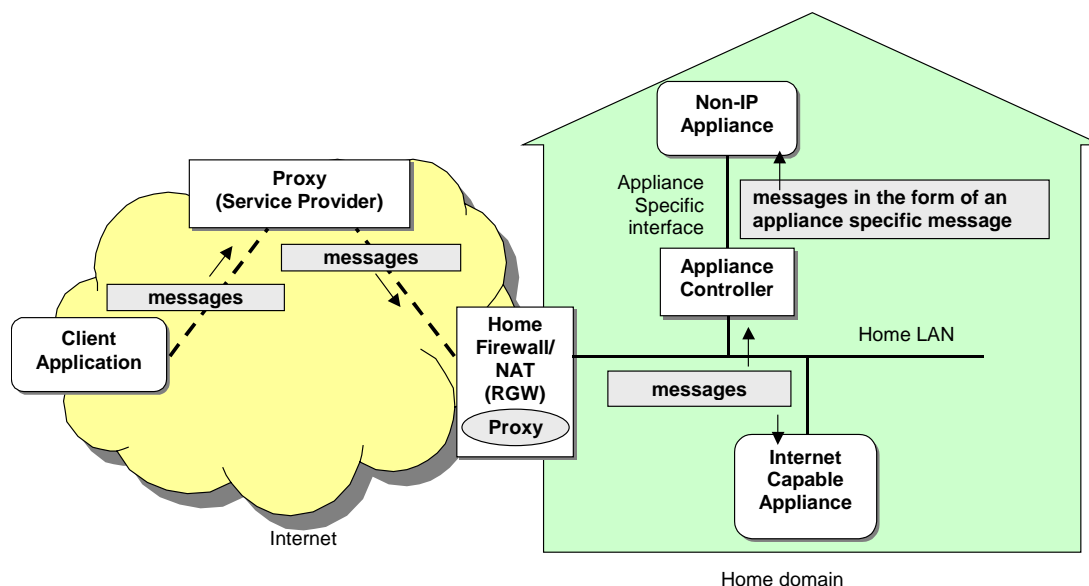 Non-IP
Appliance
Proxy
(Service Provider)
Appliance
Specific
interface
messages in the form of an
appliance specific message
messages
messages
Appliance
Controller
Client
Application
Home
Firewall/
NAT
(RGW)
Proxy
Home LAN
messages
Internet
Capable
Appliance
Internet
Home domain